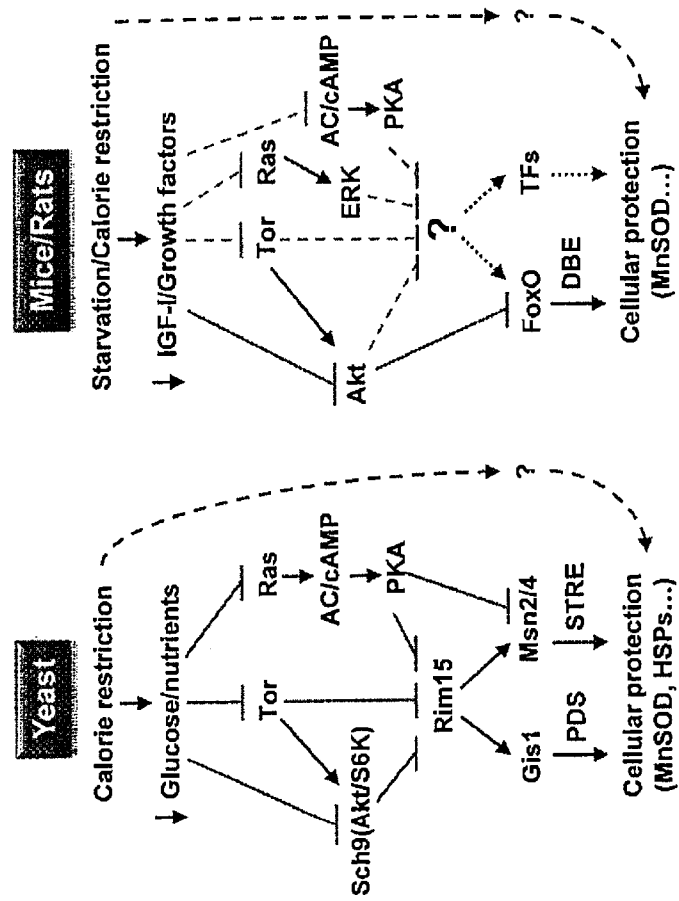 Yeast
Calorie restriction
Glucose/nutrients
Tor
Ras
AC/cAMP
PKA
Sch9(Akt/S6K)
Rim15
Gis1
Msn2/4
PDS
STRE
?
Cellular protection
(MnSOD, HSPs...)
Mice/Rats
Starvation/Calorie restriction
IGF-I/Growth factors
Tor
Ras
AC/cAMP
ERK
PKA
Akt
?
FoxO
TFs
DBE
?
Cellular protection
(MnSOD...)